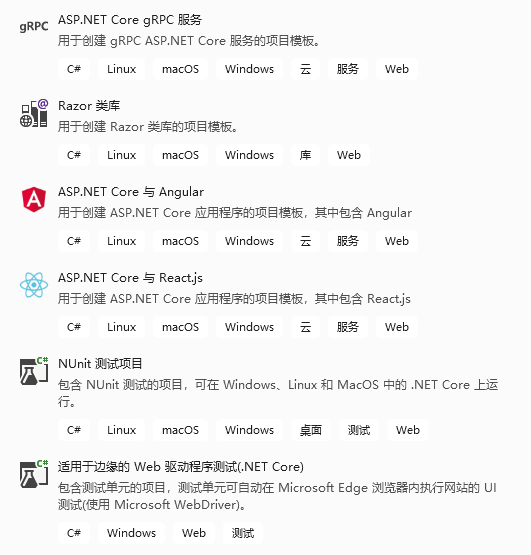 gRPC
ASP.NET Core gRPC 服务
用于创建 gRPC ASP.NET Core 服务的项目模板。
C# Linux macOS Windows 云 服务 Web
@
Razor 类库
用于创建 Razor 类库的项目模板。
C# Linux macOS Windows 库 Web
A
ASP.NET Core 与 Angular
用于创建 ASP.NET Core 应用程序的项目模板，其中包含 Angular
C# Linux macOS Windows 云 服务 Web
ASP.NET Core 与 React.js
用于创建 ASP.NET Core 应用程序的项目模板，其中包含 React.js
C# Linux macOS Windows 云 服务 Web
C#
NUnit 测试项目
包含 NUnit 测试的项目，可在 Windows、Linux 和 MacOS 中的 .NET Core 上运
行。
C# Linux macOS Windows 桌面 测试 Web
C#
适用于边缘的 Web 驱动程序测试(.NET Core)
包含测试单元的项目，测试单元可自动在 Microsoft Edge 浏览器内执行网站的 UI
测试(使用 Microsoft WebDriver)。
C# Windows Web 测试